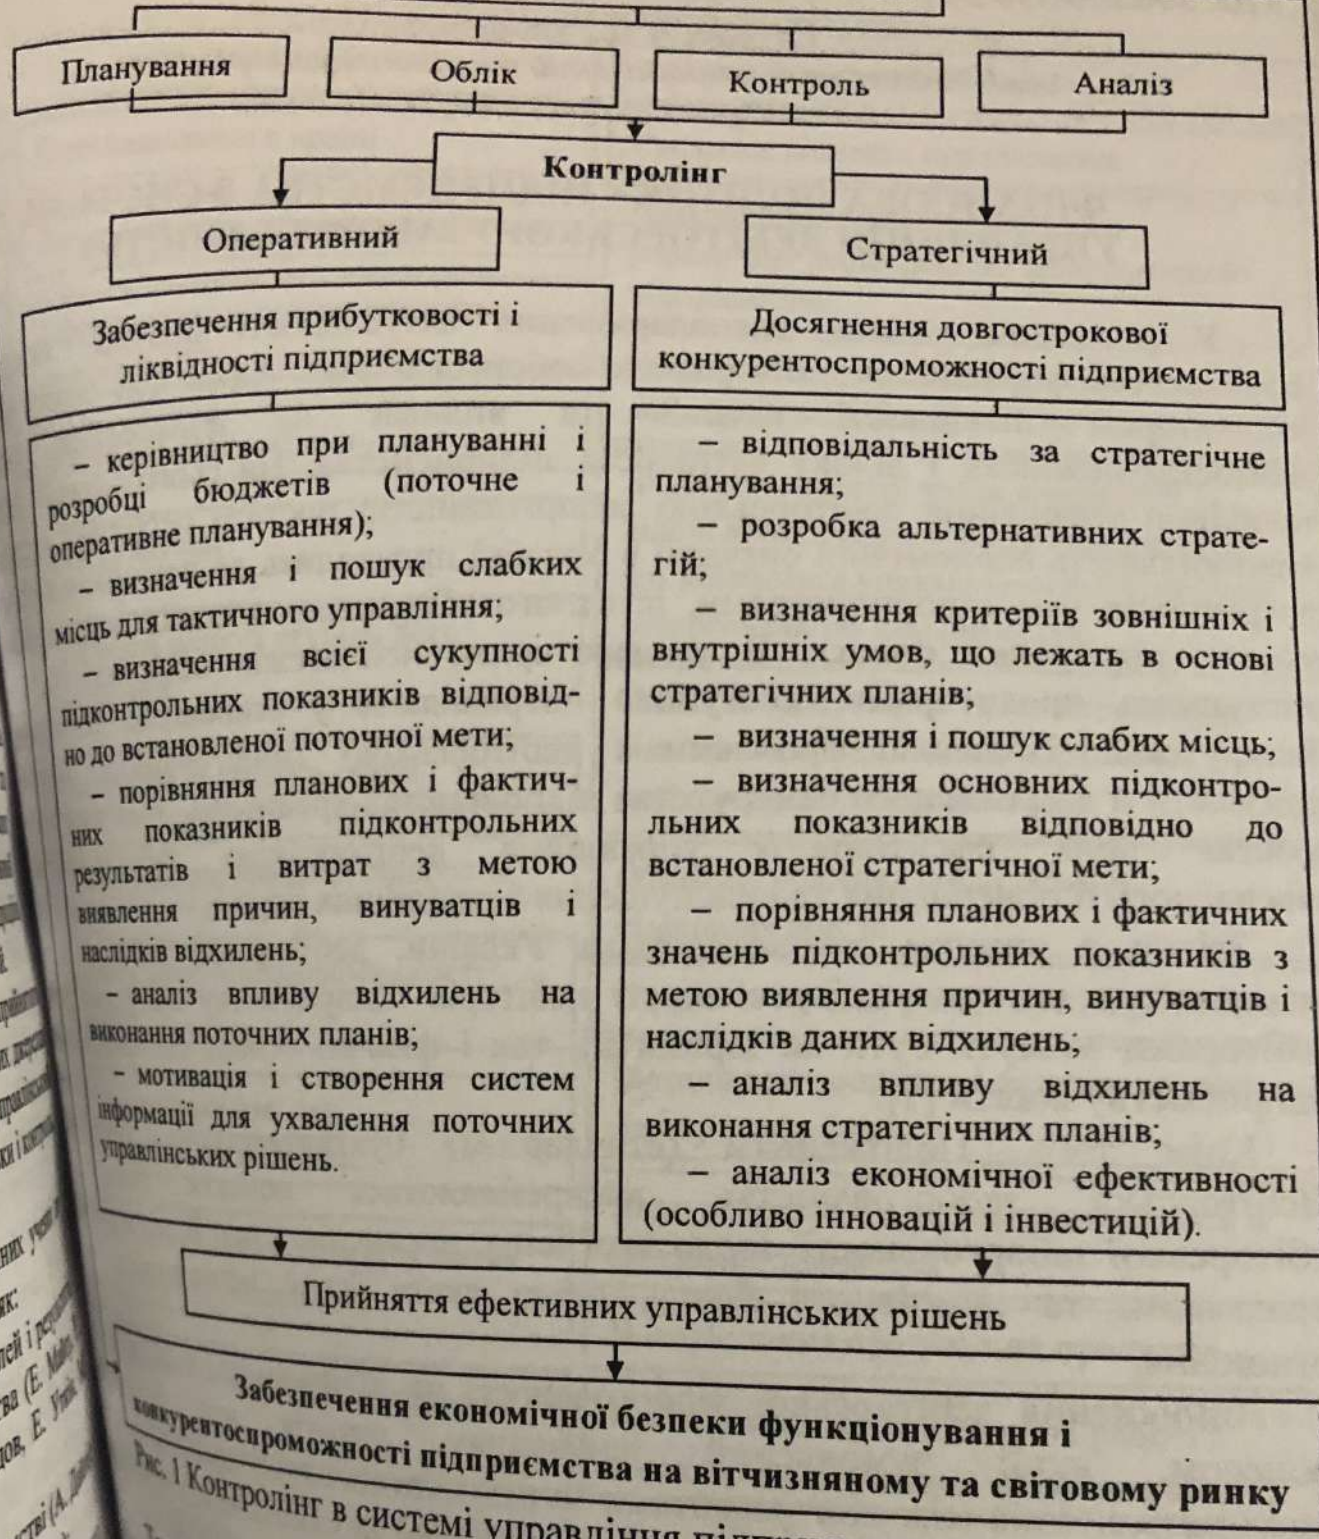 Планування
Облік
Контроль
Аналіз
Контролінг
Оперативний
Стратегічний
Забезпечення прибутковості і
ліквідності підприємства
Досягнення довгострокової
конкурентоспроможності підприємства
– керівництво при плануванні і
розробці бюджетів (поточне і
оперативне планування);
– визначення і пошук слабких
місць для тактичного управління;
– визначення всієї сукупності
підконтрольних показників відповід-
но до встановленої поточної мети;
– порівняння планових і фактич-
них показників підконтрольних
результатів і витрат з метою
виявлення причин, винуватців і
наслідків відхилень;
– аналіз впливу відхилень на
виконання поточних планів;
– мотивація і створення систем
інформації для ухвалення поточних
управлінських рішень.
– відповідальність за стратегічне
планування;
– розробка альтернативних страте-
гій;
– визначення критеріїв зовнішніх і
внутрішніх умов, що лежать в основі
стратегічних планів;
– визначення і пошук слабих місць;
– визначення основних підконтро-
льних показників відповідно до
встановленої стратегічної мети;
– порівняння планових і фактичних
значень підконтрольних показників з
метою виявлення причин, винуватців і
наслідків даних відхилень;
– аналіз впливу відхилень на
виконання стратегічних планів;
– аналіз економічної ефективності
(особливо інновацій і інвестицій).
Прийняття ефективних управлінських рішень
Забезпечення економічної безпеки функціонування і
конкурентоспроможності підприємства на вітчизняному та світовому ринку
Рис. 1 Контролінг в системі управління